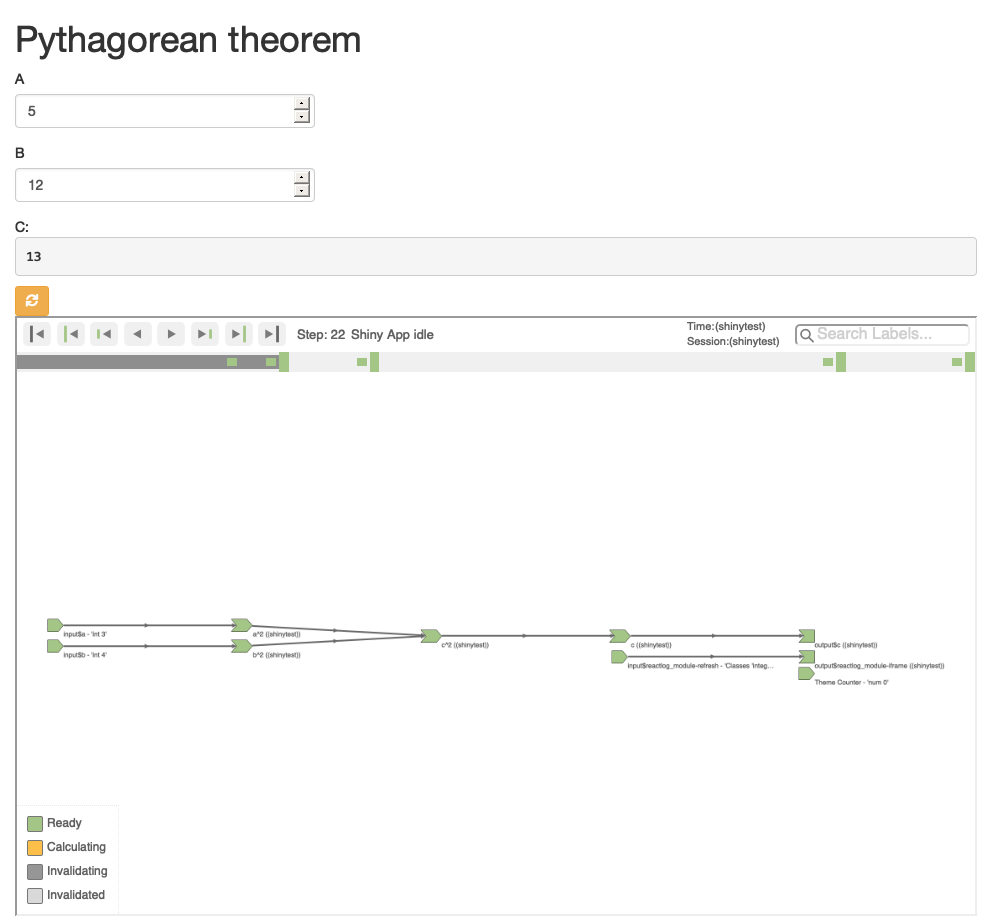 Pythagorean theorem
A
5
B
12
C:
13
Step: 22 Shiny App idle
Time:(shinytest)
Session:(shinytest)
Search Labels...
input$a - 'int 3'
a^2 ((shinytest))
input$b - 'int 4'
b^2 ((shinytest))
c^2 ((shinytest))
c ((shinytest))
output$c ((shinytest))
input$reactlog_module-refresh - 'Classes 'integ...
output$reactlog_module-iframe ((shinytest))
Theme Counter - 'num 0'
Ready
Calculating
Invalidating
Invalidated